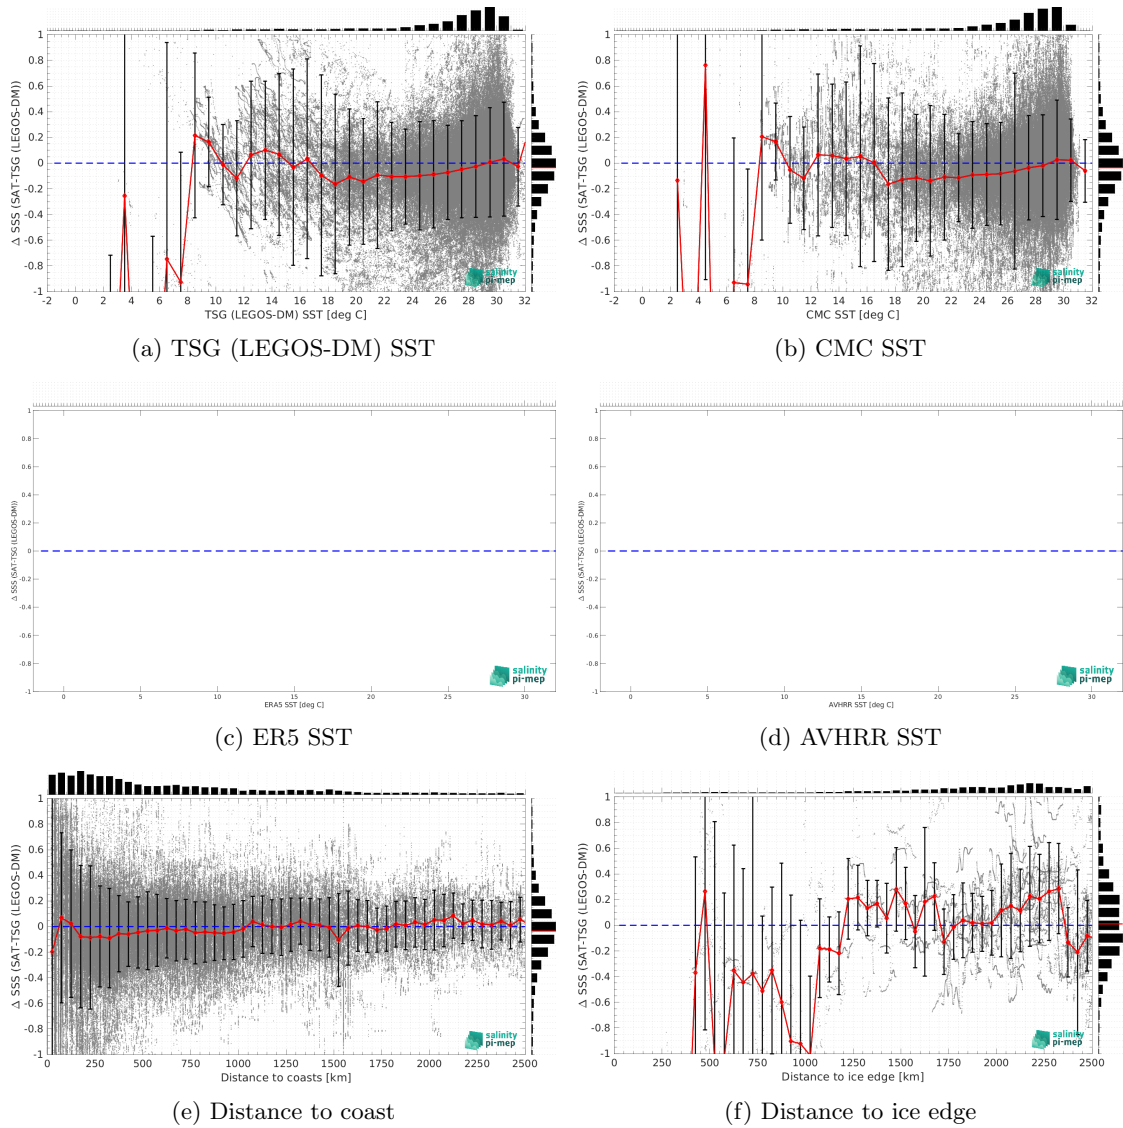 1
0.8
0.6
0.4
0.2
0
-0.2
-0.4
-0.6
-0.8
-1
Δ SSS (SAT-TSG (LEGOS-DM))
salinity
pi-mep
-2 0 2 4 6 8 10 12 14 16 18 20 22 24 26 28 30 32
TSG (LEGOS-DM) SST [deg C]
(a) TSG (LEGOS-DM) SST
1
0.8
0.6
0.4
0.2
0
-0.2
-0.4
-0.6
-0.8
-1
Δ SSS (SAT-TSG (LEGOS-DM))
salinity
pi-mep
-2 0 2 4 6 8 10 12 14 16 18 20 22 24 26 28 30 32
CMC SST [deg C]
(b) CMC SST
1
0.8
0.6
0.4
0.2
0
-0.2
-0.4
-0.6
-0.8
-1
Δ SSS (SAT-TSG (LEGOS-DM))
salinity
pi-mep
0 5 10 15 20 25 30
ERA5 SST [deg C]
(c) ER5 SST
1
0.8
0.6
0.4
0.2
0
-0.2
-0.4
-0.6
-0.8
-1
Δ SSS (SAT-TSG (LEGOS-DM))
salinity
pi-mep
0 5 10 15 20 25 30
AVHRR SST [deg C]
(d) AVHRR SST
1
0.8
0.6
0.4
0.2
0
-0.2
-0.4
-0.6
-0.8
-1
Δ SSS (SAT-TSG (LEGOS-DM))
salinity
pi-mep
0 250 500 750 1000 1250 1500 1750 2000 2250 2500
Distance to coasts [km]
(e) Distance to coast
1
0.8
0.6
0.4
0.2
0
-0.2
-0.4
-0.6
-0.8
-1
Δ SSS (SAT-TSG (LEGOS-DM))
salinity
pi-mep
0 250 500 750 1000 1250 1500 1750 2000 2250 2500
Distance to ice edge [km]
(f) Distance to ice edge